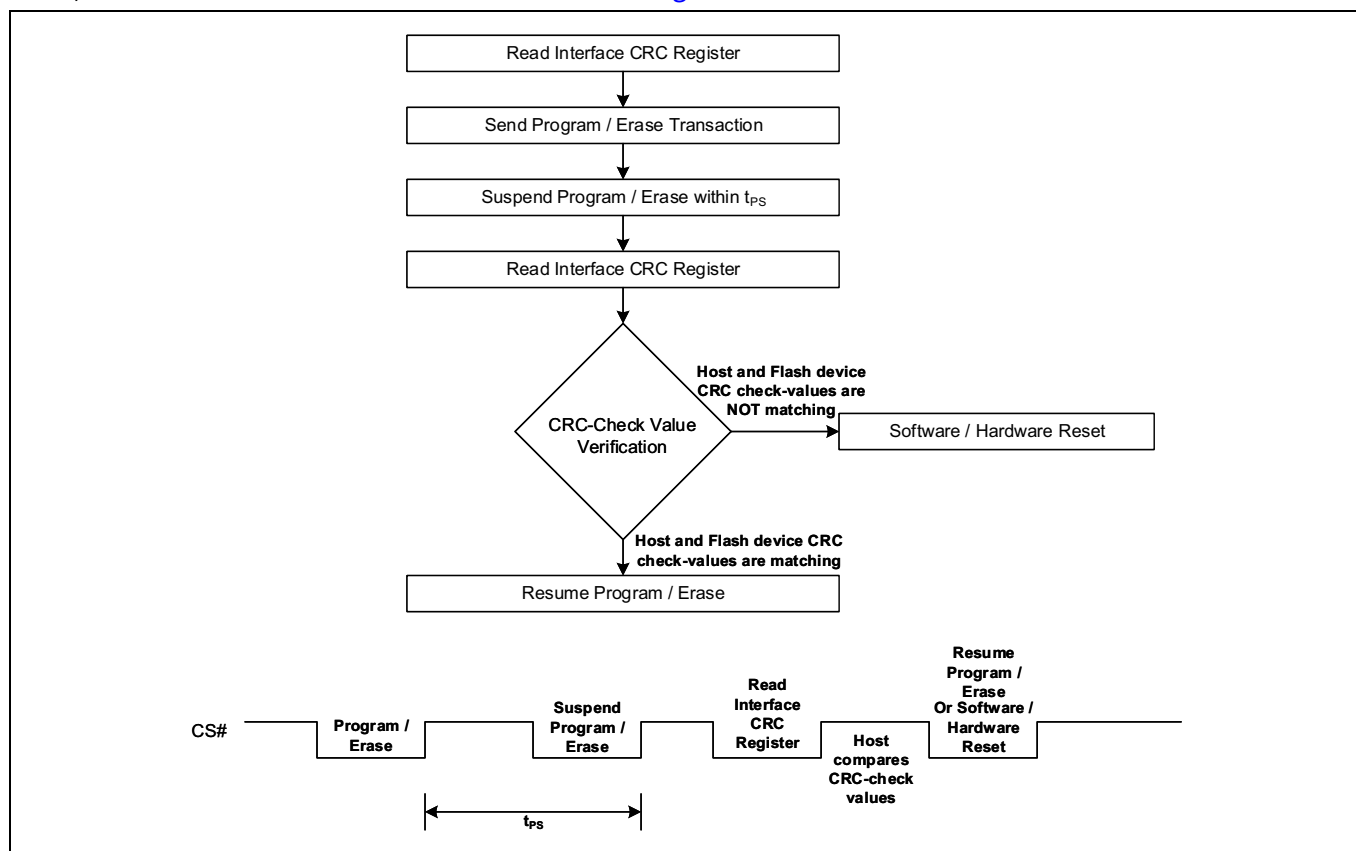 Read Interface CRC Register
Send Program / Erase Transaction
Suspend Program / Erase within tPS
Read Interface CRC Register
Host and Flash device
CRC check-values are
NOT matching
CRC-Check Value
Verification
Software / Hardware Reset
Host and Flash device CRC
check-values are matching
Resume Program / Erase
CS#
Program /
Erase
Suspend
Program /
Erase
Read
Interface
CRC
Register
Host
compares
CRC-check
values
Resume
Program /
Erase
Or Software /
Hardware
Reset
tPS